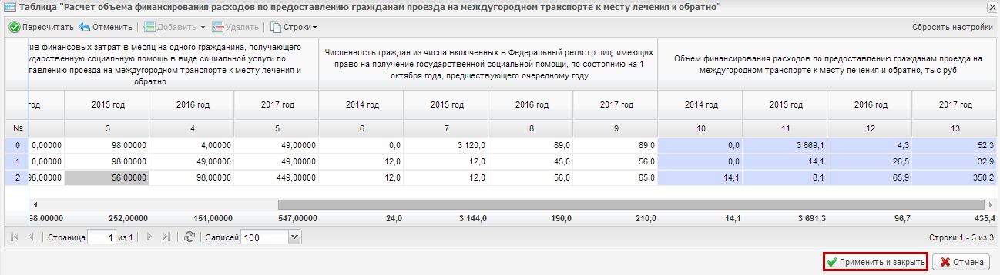 Таблица "Расчет объема финансирования расходов по предоставлению гражданам проезда на междугородном транспорте к месту лечения и обратно"
Пересчитать Отменить Добавить Удалить Строки Сбросить настройки
ив финансовых затрат в месяц на одного гражданина, получающего
ударственную социальную помощь в виде социальной услуги по
тавлению проезда на междугородном транспорте к месту лечения и
обратно
Численность граждан из числа включенных в Федеральный регистр лиц, имеющих
право на получение государственной социальной помощи, по состоянию на 1
октября года, предшествующего очередному году
Объем финансирования расходов по предоставлению гражданам проезда на
междугородном транспорте к месту лечения и обратно, тыс руб
год 2015 год 2016 год 2017 год 2014 год 2015 год 2016 год 2017 год 2014 год 2015 год 2016 год 2017 год
№ 3 4 5 6 7 8 9 10 11 12 13
0 0,00000 98,00000 4,00000 49,00000 0,0 3 120,0 89,0 89,0 0,0 3 669,1 4,3 52,3
1 0,00000 98,00000 49,00000 49,00000 12,0 12,0 45,0 56,0 0,0 14,1 26,5 32,9
2 98,00000 56,00000 98,00000 449,00000 12,0 12,0 56,0 65,0 14,1 8,1 65,9 350,2
98,00000 252,00000 151,00000 547,00000 24,0 3 144,0 190,0 210,0 14,1 3 691,3 96,7 435,4
Страница 1 из 1 Записей 100 Строки 1 - 3 из 3
Применить и закрыть Отмена